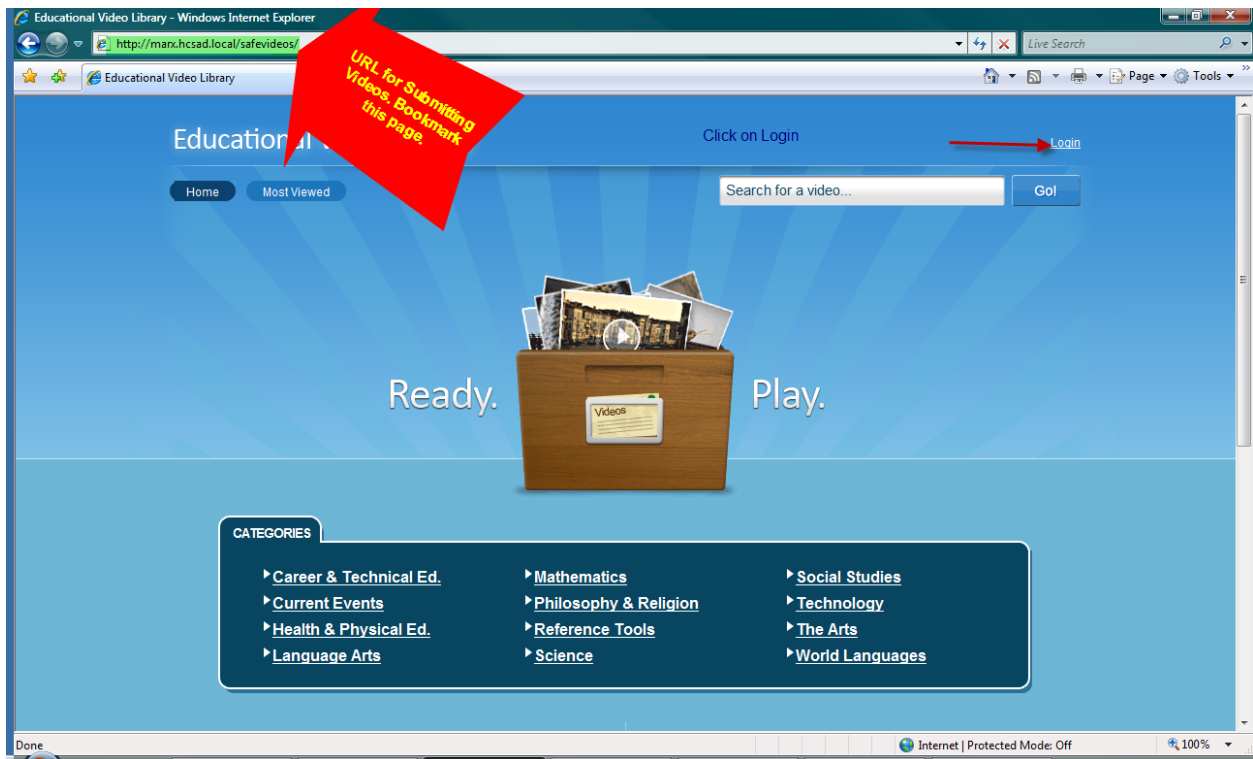 Educational Video Library - Windows Internet Explorer
http://marx.hcsad.local/safevideos/
Live Search
Educational Video Library
Page
Tools
URL for Submitting
Videos. Bookmark
this page.
Educational V
Click on Login
Login
Home
Most Viewed
Search for a video...
Go!
Ready.
Play.
Videos
CATEGORIES
Career & Technical Ed.
Current Events
Health & Physical Ed.
Language Arts
Mathematics
Philosophy & Religion
Reference Tools
Science
Social Studies
Technology
The Arts
World Languages
Done
Internet | Protected Mode: Off
100%